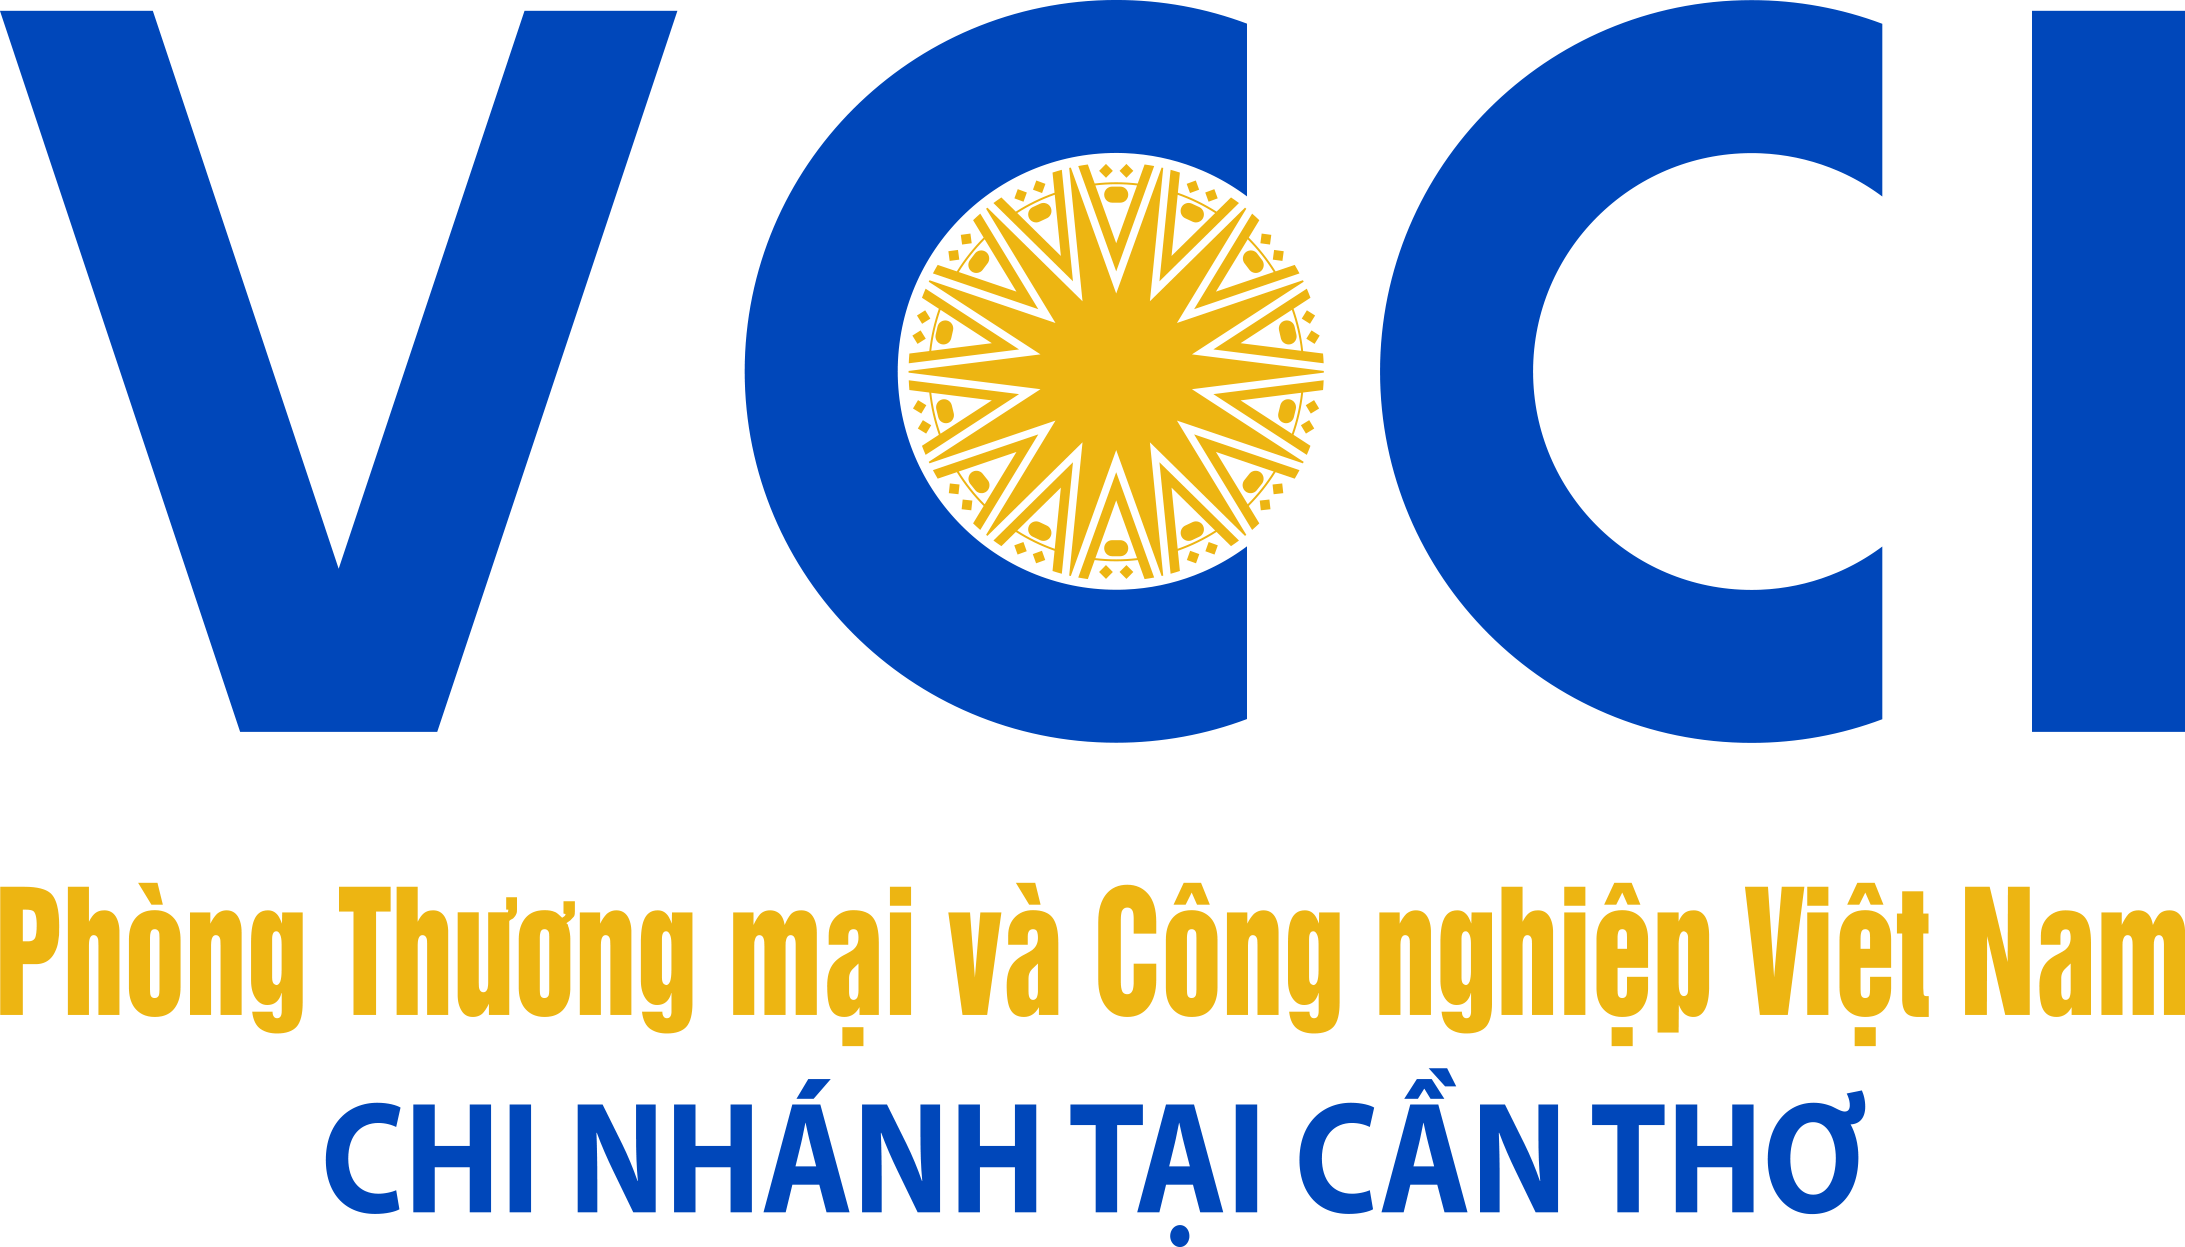 VCCI
Phòng Thương mại và Công nghiệp Việt Nam
CHI NHÁNH TẠI CẦN THƠ